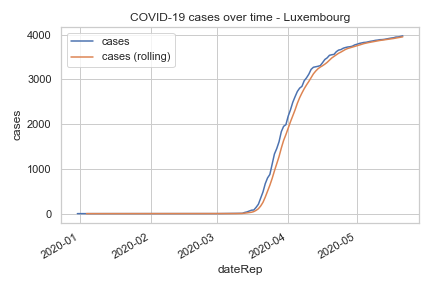 COVID-19 cases over time - Luxembourg
cases
cases (rolling)
4000
3000
2000
1000
0
cases
2020-01
2020-02
2020-03
2020-04
2020-05
dateRep